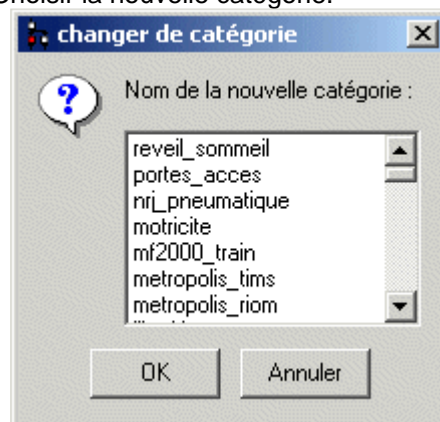 choisir la nouvelle catégorie.
changer de catégorie
Nom de la nouvelle catégorie :
reveil_sommeil
portes_acces
nrj_pneumatique
motricite
mf2000_train
metropolis_tims
metropolis_riom
OK
Annuler